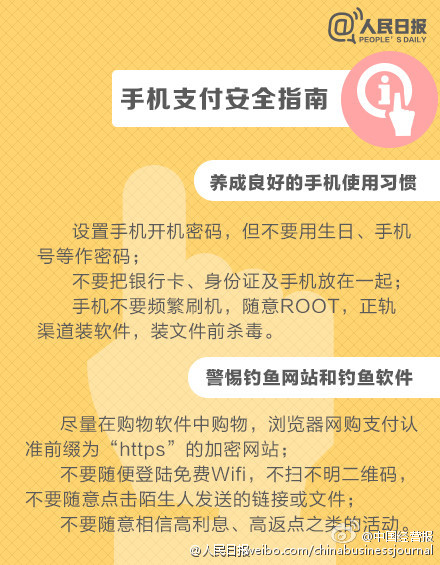 @人民日报
PEOPLE'S DAILY
手机支付安全指南
养成良好的手机使用习惯
设置手机开机密码，但不要用生日、手机
号等作密码；
不要把银行卡、身份证及手机放在一起；
手机不要频繁刷机，随意ROOT，正轨
渠道装软件，装文件前杀毒。
警惕钓鱼网站和钓鱼软件
尽量在购物软件中购物，浏览器网购支付认
准前缀为“https”的加密网站；
不要随便登陆免费Wifi，不扫不明二维码，
不要随意点击陌生人发送的链接或文件；
不要随意相信高利息、高返点之类的活动。
@中国经营报
@人民日报
weibo.com/chinabusinessjournal